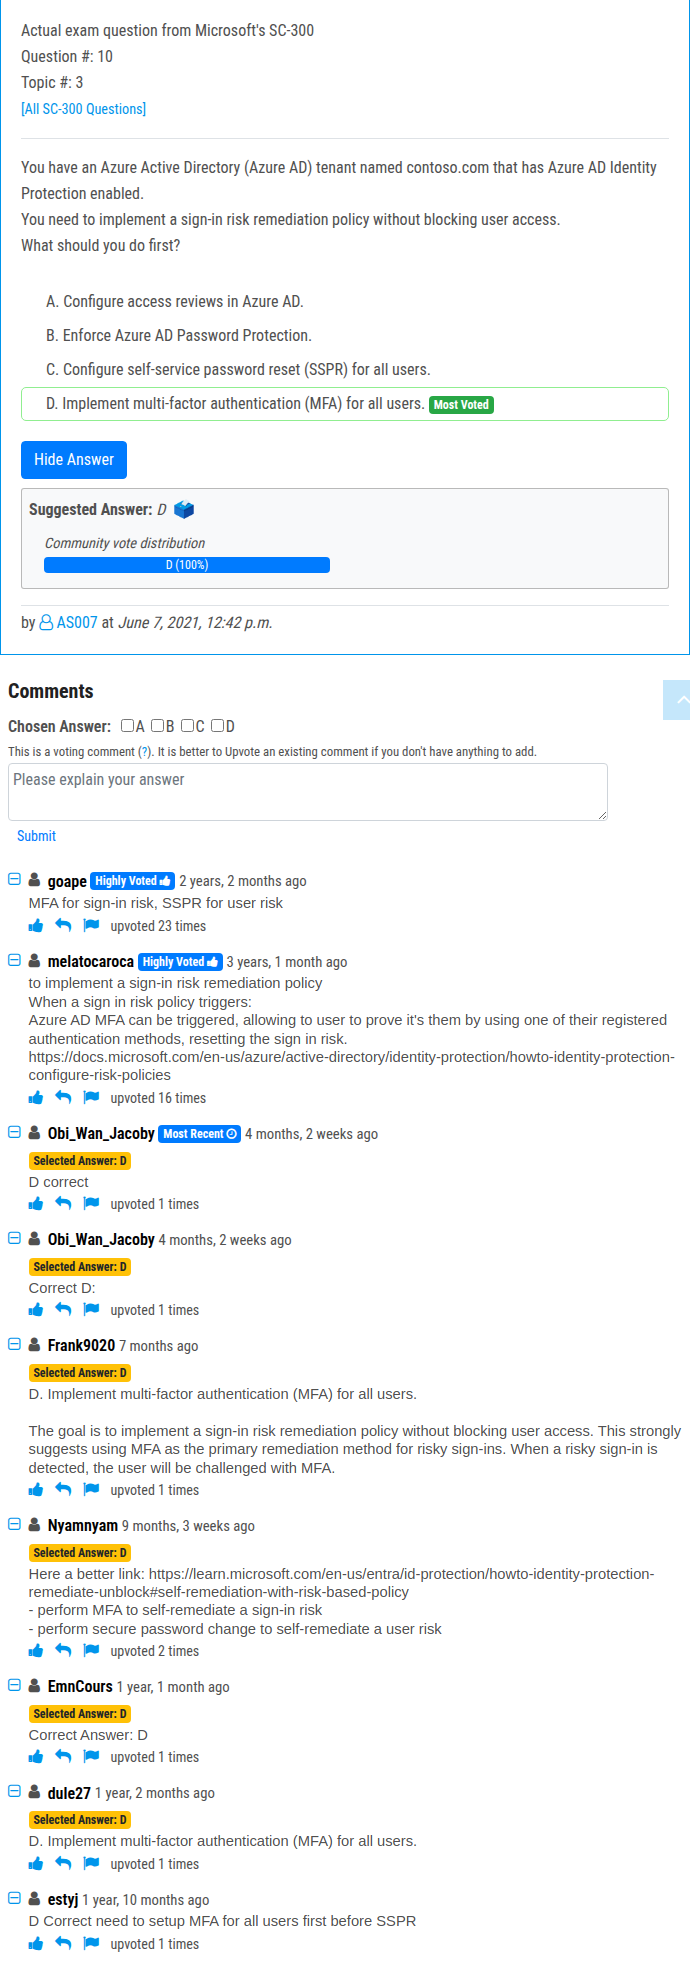 Actual exam question from Microsoft's SC-300
Question #: 10
Topic #: 3
[All SC-300 Questions]
You have an Azure Active Directory (Azure AD) tenant named contoso.com that has Azure AD Identity
Protection enabled.
You need to implement a sign-in risk remediation policy without blocking user access.
What should you do first?
A. Configure access reviews in Azure AD.
B. Enforce Azure AD Password Protection.
C. Configure self-service password reset (SSPR) for all users.
D. Implement multi-factor authentication (MFA) for all users. Most Voted
Hide Answer
Suggested Answer: D
Community vote distribution
D (100%)
by AS007 at June 7, 2021, 12:42 p.m.
Comments
Chosen Answer: A B C D
This is a voting comment (?). It is better to Upvote an existing comment if you don't have anything to add.
Please explain your answer
Submit
goape Highly Voted 2 years, 2 months ago
MFA for sign-in risk, SSPR for user risk
upvoted 23 times
melatocaroca Highly Voted 3 years, 1 month ago
to implement a sign-in risk remediation policy
When a sign in risk policy triggers:
Azure AD MFA can be triggered, allowing to user to prove it's them by using one of their registered
authentication methods, resetting the sign in risk.
https://docs.microsoft.com/en-us/azure/active-directory/identity-protection/howto-identity-protection-
configure-risk-policies
upvoted 16 times
Obi_Wan_Jacoby Most Recent 4 months, 2 weeks ago
Selected Answer: D
D correct
upvoted 1 times
Obi_Wan_Jacoby 4 months, 2 weeks ago
Selected Answer: D
Correct D:
upvoted 1 times
Frank9020 7 months ago
Selected Answer: D
D. Implement multi-factor authentication (MFA) for all users.
The goal is to implement a sign-in risk remediation policy without blocking user access. This strongly
suggests using MFA as the primary remediation method for risky sign-ins. When a risky sign-in is
detected, the user will be challenged with MFA.
upvoted 1 times
Nyamnyam 9 months, 3 weeks ago
Selected Answer: D
Here a better link: https://learn.microsoft.com/en-us/entra/id-protection/howto-identity-protection-
remediate-unblock#self-remediation-with-risk-based-policy
- perform MFA to self-remediate a sign-in risk
- perform secure password change to self-remediate a user risk
upvoted 2 times
EmnCours 1 year, 1 month ago
Selected Answer: D
Correct Answer: D
upvoted 1 times
dule27 1 year, 2 months ago
Selected Answer: D
D. Implement multi-factor authentication (MFA) for all users.
upvoted 1 times
estyj 1 year, 10 months ago
D Correct need to setup MFA for all users first before SSPR
upvoted 1 times